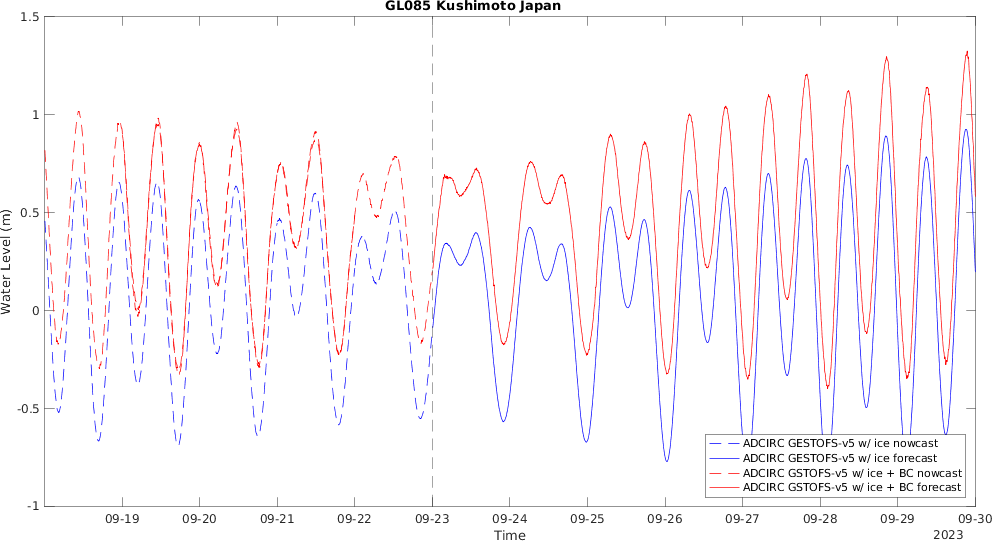 GL085 Kushimoto Japan
1.5
1
0.5
0
-0.5
-1
Water Level (m)
09-19 09-20 09-21 09-22 09-23 09-24 09-25 09-26 09-27 09-28 09-29 09-30
Time
2023
ADCIRC GESTOFS-v5 w/ ice nowcast
ADCIRC GESTOFS-v5 w/ ice forecast
ADCIRC GSTOFS-v5 w/ ice + BC nowcast
ADCIRC GSTOFS-v5 w/ ice + BC forecast